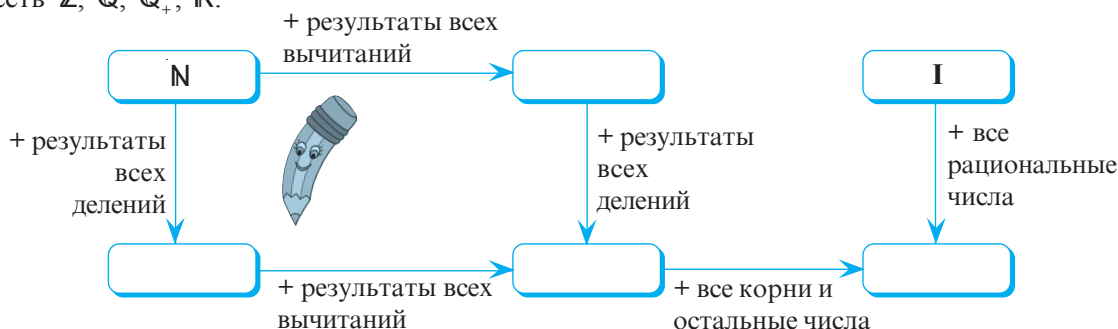 ℤ, ℚ, ℚ₊, ℝ.
+ результаты всех
вычитаний
ℕ
I
+ результаты
всех
делений
+ результаты
всех
делений
+ все
рациональные
числа
+ результаты всех
вычитаний
+ все корни и
остальные числа